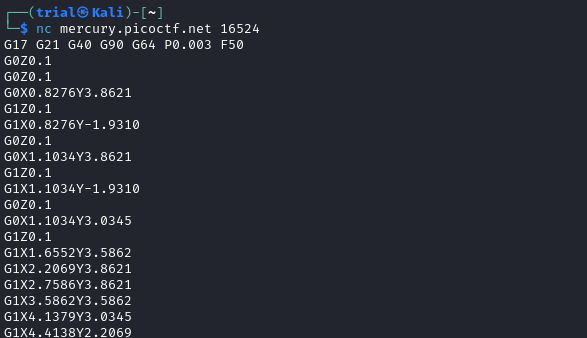 ┌──(trial㉿Kali)-[~]
└─$ nc mercury.picoctf.net 16524
G17 G21 G40 G90 G64 P0.003 F50
G0Z0.1
G0Z0.1
G0X0.8276Y3.8621
G1Z0.1
G1X0.8276Y-1.9310
G0Z0.1
G0X1.1034Y3.8621
G1Z0.1
G1X1.1034Y-1.9310
G0Z0.1
G0X1.1034Y3.0345
G1Z0.1
G1X1.6552Y3.5862
G1X2.2069Y3.8621
G1X2.7586Y3.8621
G1X3.5862Y3.5862
G1X4.1379Y3.0345
G1X4.4138Y2.2069